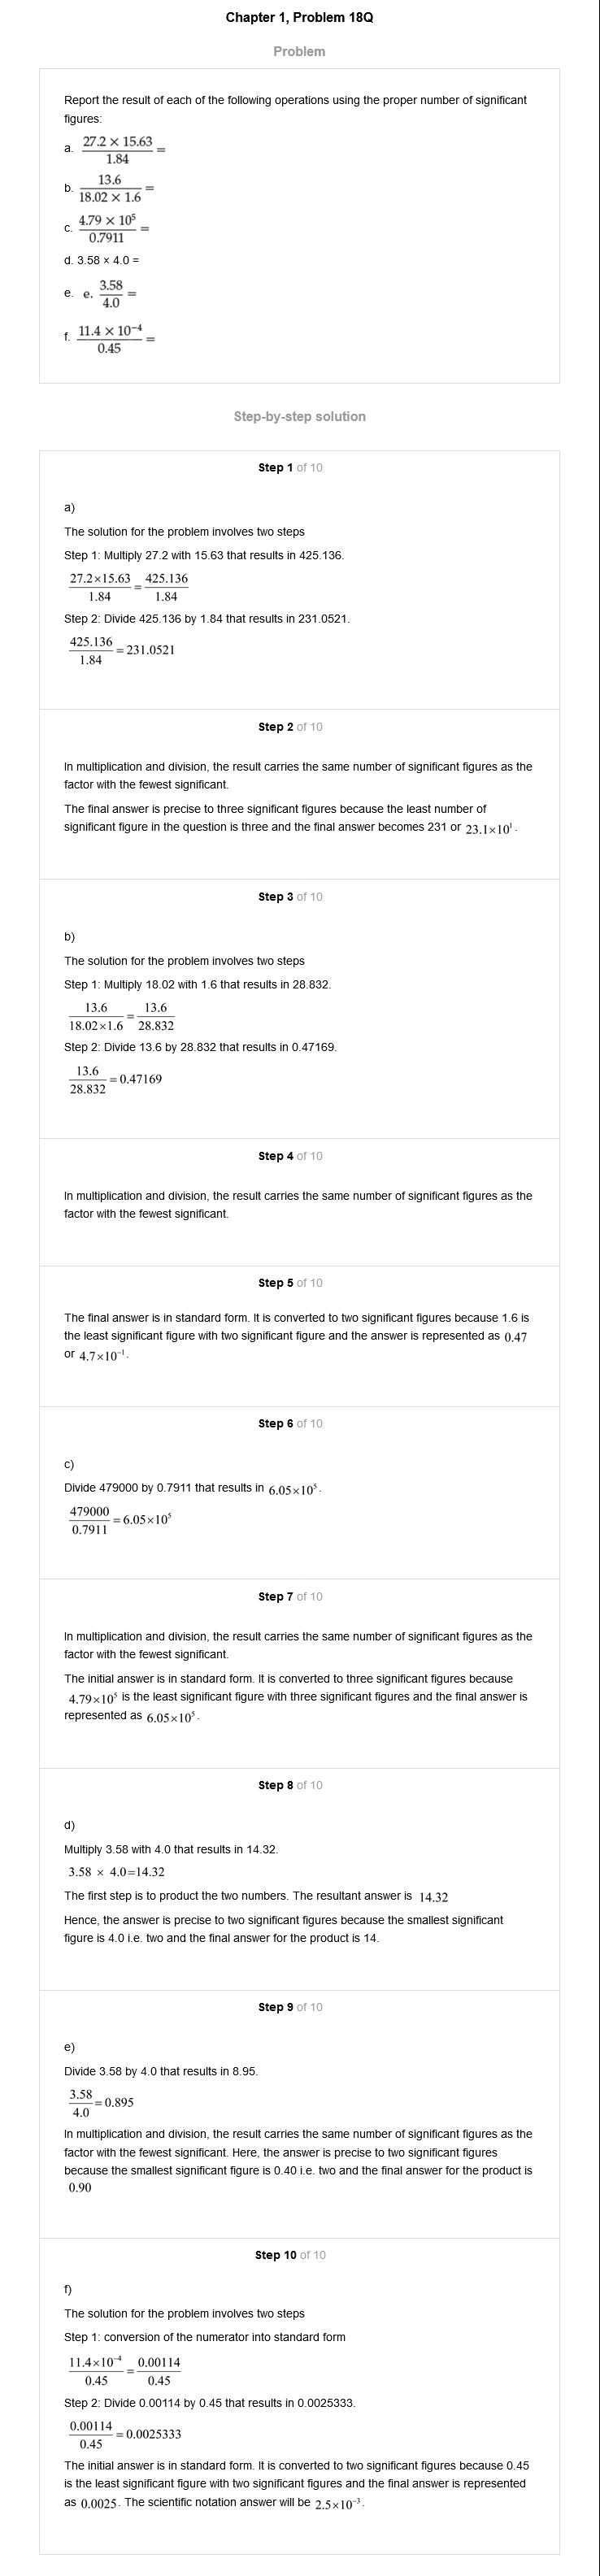 Chapter 1, Problem 18Q
Problem
Report the result of each of the following operations using the proper number of significant
figures:
a. \frac{27.2 × 15.63}{1.84} =
b. \frac{13.6}{18.02 × 1.6} =
c. \frac{4.79 × 10^5}{0.7911} =
d. 3.58 × 4.0 =
e. e. \frac{3.58}{4.0} =
f. \frac{11.4 × 10^{-4}}{0.45} =
Step-by-step solution
Step 1 of 10
a)
The solution for the problem involves two steps
Step 1: Multiply 27.2 with 15.63 that results in 425.136.
\frac{27.2×15.63}{1.84} = \frac{425.136}{1.84}
Step 2: Divide 425.136 by 1.84 that results in 231.0521.
\frac{425.136}{1.84} = 231.0521
Step 2 of 10
In multiplication and division, the result carries the same number of significant figures as the
factor with the fewest significant.
The final answer is precise to three significant figures because the least number of
significant figure in the question is three and the final answer becomes 231 or 23.1×10^1.
Step 3 of 10
b)
The solution for the problem involves two steps
Step 1: Multiply 18.02 with 1.6 that results in 28.832.
\frac{13.6}{18.02×1.6} = \frac{13.6}{28.832}
Step 2: Divide 13.6 by 28.832 that results in 0.47169.
\frac{13.6}{28.832} = 0.47169
Step 4 of 10
In multiplication and division, the result carries the same number of significant figures as the
factor with the fewest significant.
Step 5 of 10
The final answer is in standard form. It is converted to two significant figures because 1.6 is
the least significant figure with two significant figure and the answer is represented as 0.47
or 4.7×10^{-1}.
Step 6 of 10
c)
Divide 479000 by 0.7911 that results in 6.05×10^5.
\frac{479000}{0.7911} = 6.05×10^5
Step 7 of 10
In multiplication and division, the result carries the same number of significant figures as the
factor with the fewest significant.
The initial answer is in standard form. It is converted to three significant figures because
4.79×10^5 is the least significant figure with three significant figures and the final answer is
represented as 6.05×10^5.
Step 8 of 10
d)
Multiply 3.58 with 4.0 that results in 14.32.
3.58 × 4.0=14.32
The first step is to product the two numbers. The resultant answer is 14.32
Hence, the answer is precise to two significant figures because the smallest significant
figure is 4.0 i.e. two and the final answer for the product is 14.
Step 9 of 10
e)
Divide 3.58 by 4.0 that results in 8.95.
\frac{3.58}{4.0} = 0.895
In multiplication and division, the result carries the same number of significant figures as the
factor with the fewest significant. Here, the answer is precise to two significant figures
because the smallest significant figure is 0.40 i.e. two and the final answer for the product is
0.90
Step 10 of 10
f)
The solution for the problem involves two steps
Step 1: conversion of the numerator into standard form
\frac{11.4×10^{-4}}{0.45} = \frac{0.00114}{0.45}
Step 2: Divide 0.00114 by 0.45 that results in 0.0025333.
\frac{0.00114}{0.45} = 0.0025333
The initial answer is in standard form. It is converted to two significant figures because 0.45
is the least significant figure with two significant figures and the final answer is represented
as 0.0025. The scientific notation answer will be 2.5×10^{-3}.